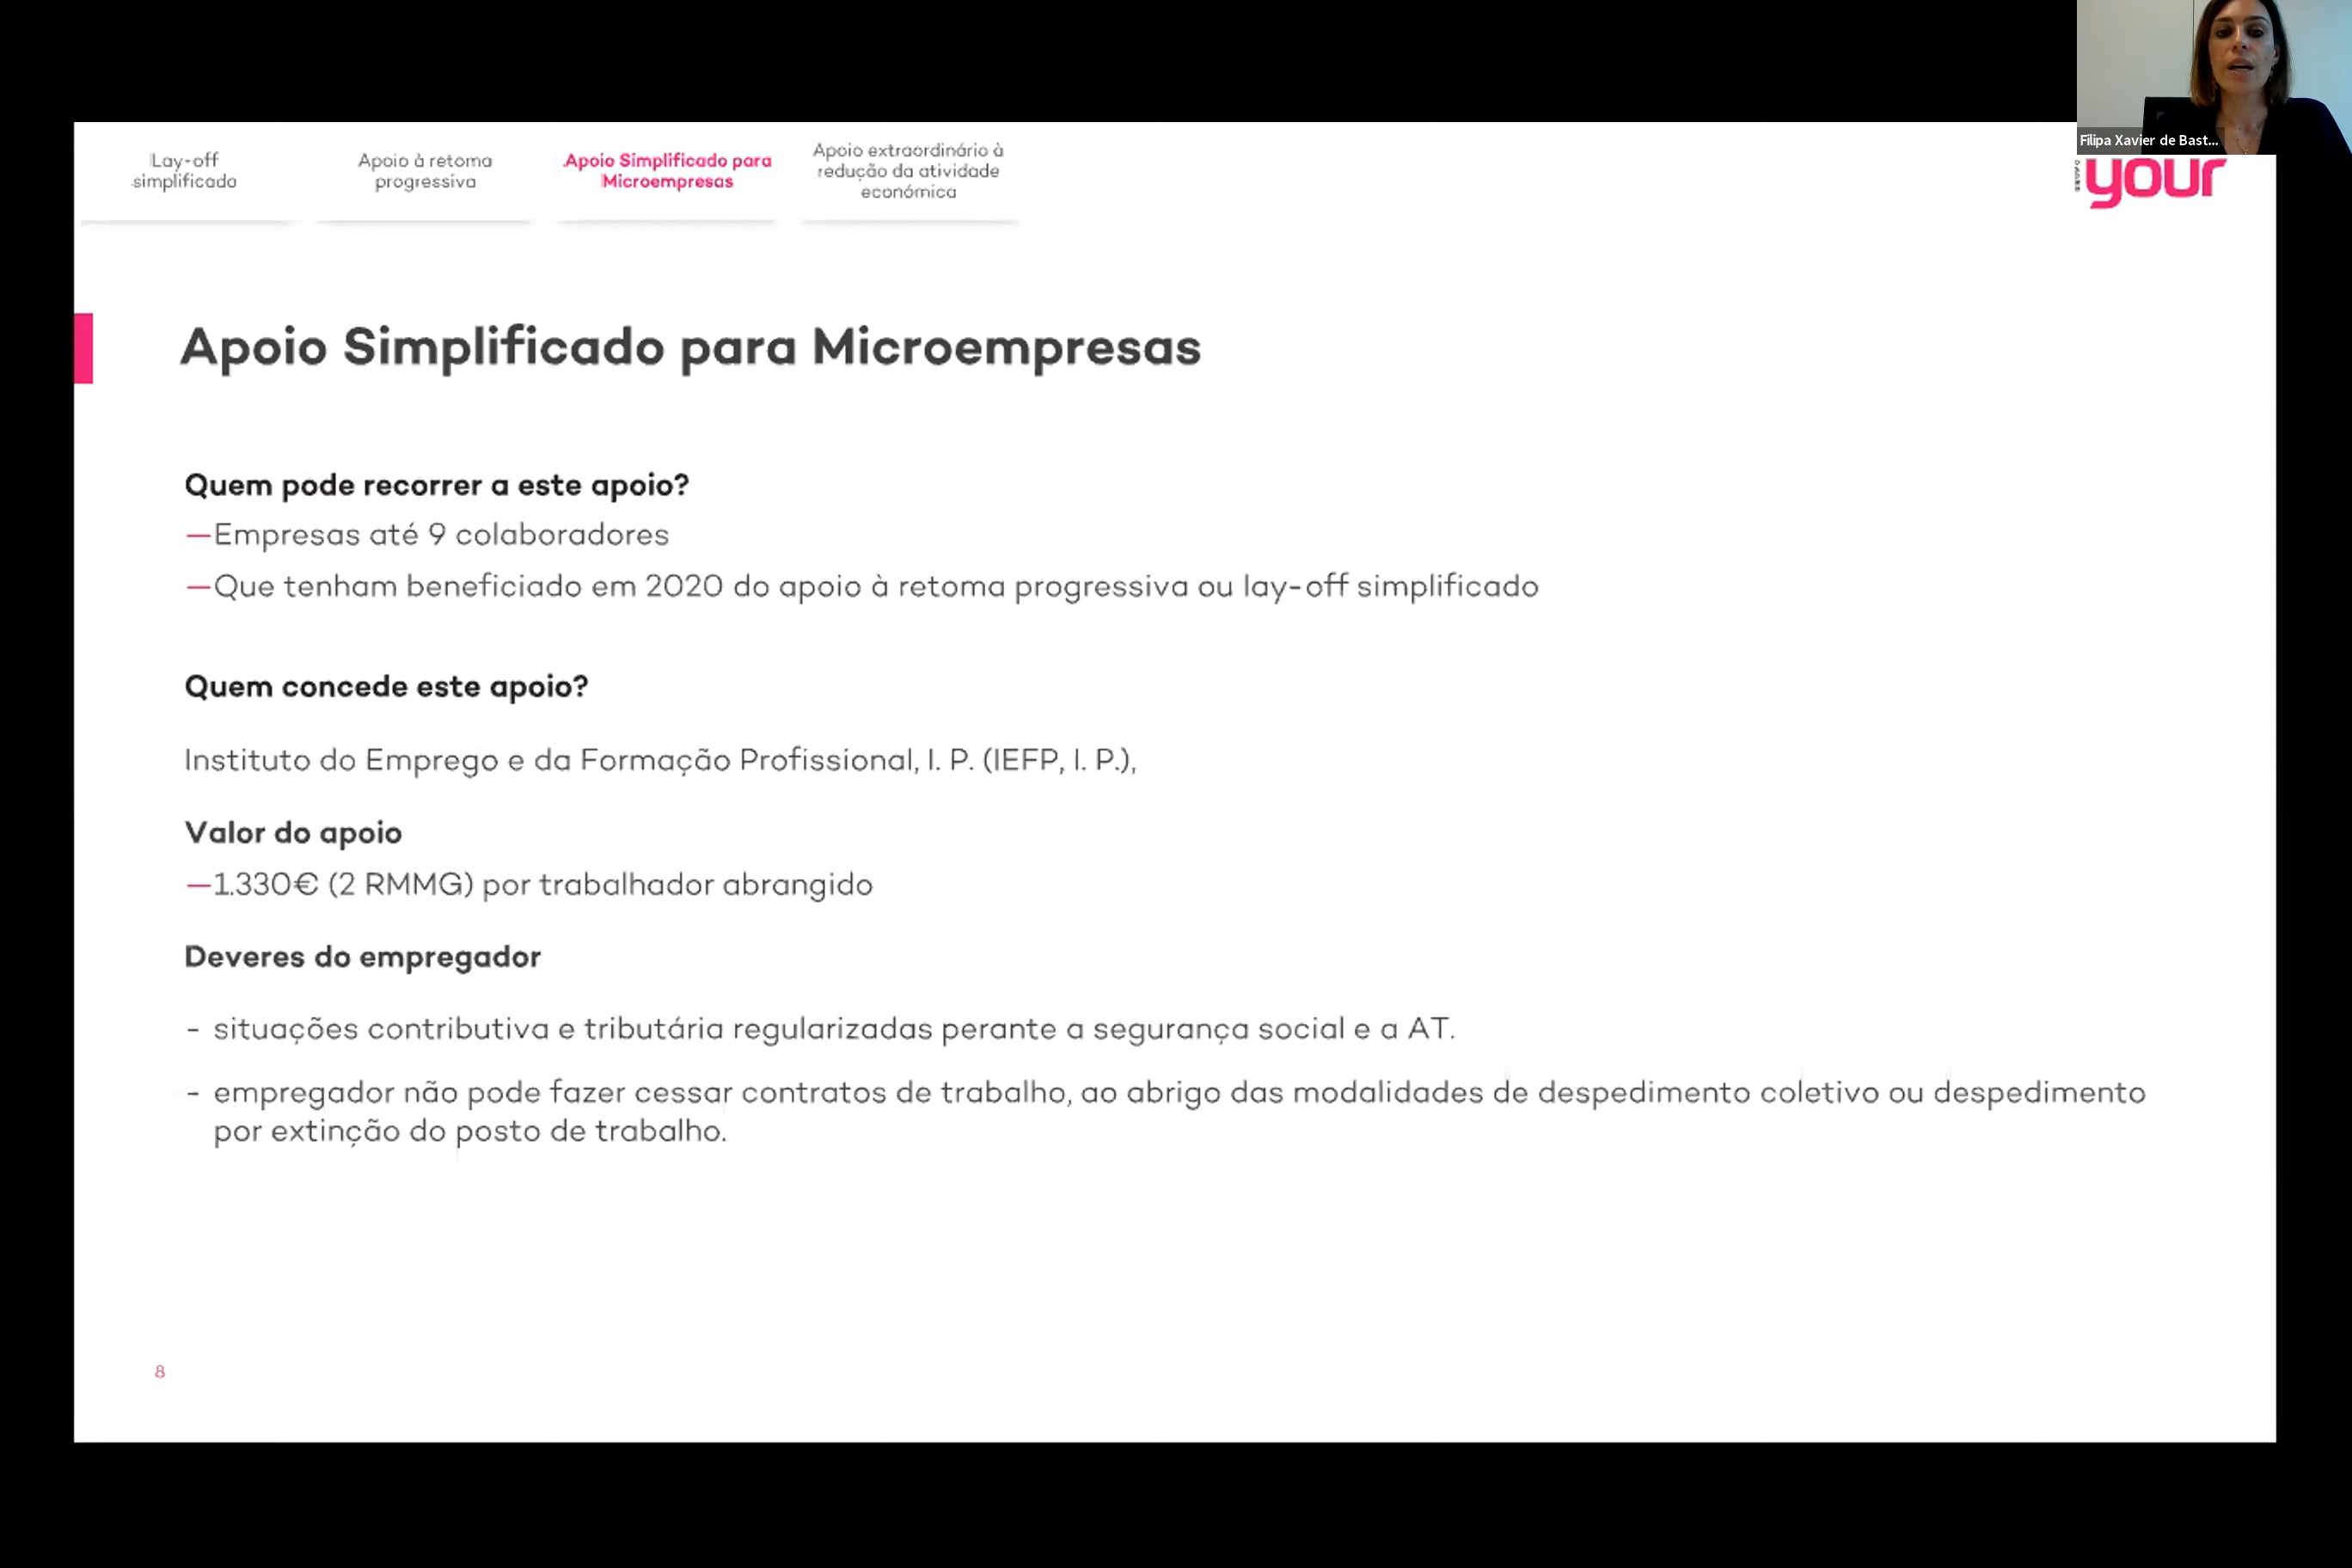 Filipa Xavier de Bast...
Lay-off
simplificado
Apoio à retoma
progressiva
Apoio Simplificado para
Microempresas
Apoio extraordinário à
redução da atividade
económica
your
Apoio Simplificado para Microempresas
Quem pode recorrer a este apoio?
—Empresas até 9 colaboradores
—Que tenham beneficiado em 2020 do apoio à retoma progressiva ou lay-off simplificado
Quem concede este apoio?
Instituto do Emprego e da Formação Profissional, I. P. (IEFP, I. P.),
Valor do apoio
—1.330€ (2 RMMG) por trabalhador abrangido
Deveres do empregador
- situações contributiva e tributária regularizadas perante a segurança social e a AT.
- empregador não pode fazer cessar contratos de trabalho, ao abrigo das modalidades de despedimento coletivo ou despedimento
por extinção do posto de trabalho.
8